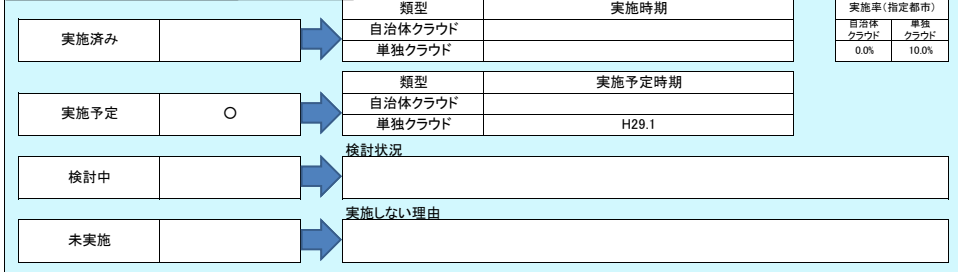 類型 実施時期
実施済み
自治体クラウド
単独クラウド
実施率(指定都市)
自治体クラウド 単独クラウド
0.0% 10.0%
類型 実施予定時期
実施予定 〇
自治体クラウド
単独クラウド H29.1
検討状況
検討中
実施しない理由
未実施